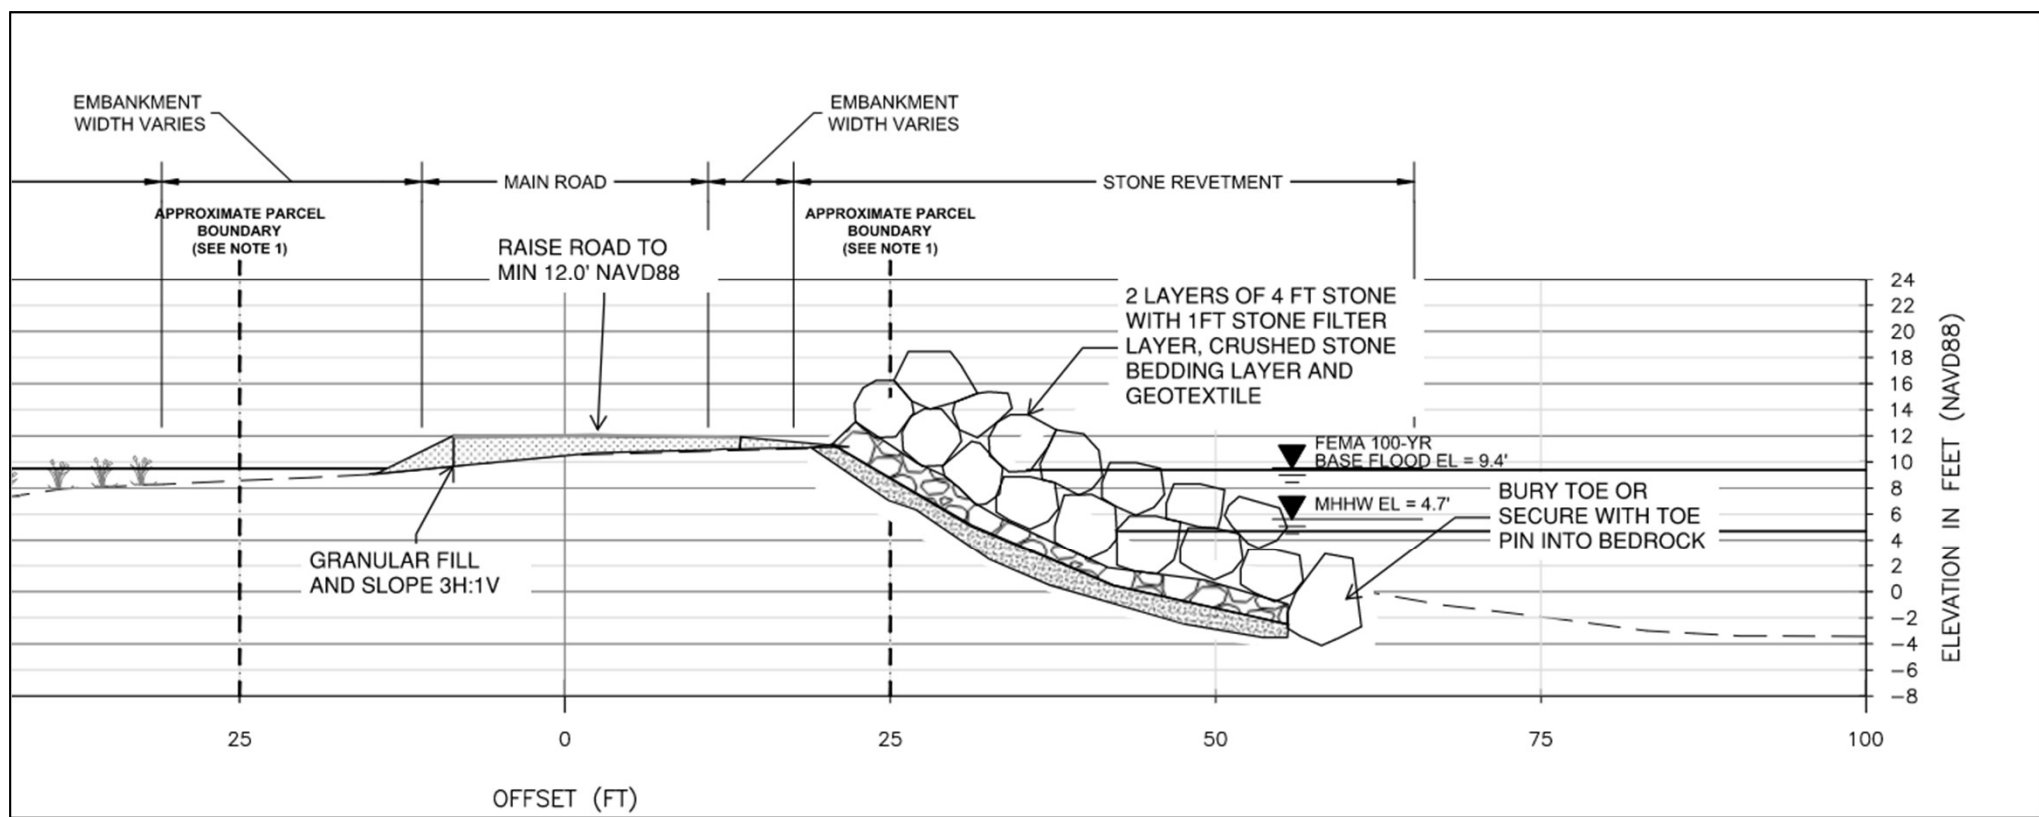 EMBANKMENT
WIDTH VARIES
EMBANKMENT
WIDTH VARIES
MAIN ROAD
STONE REVETMENT
APPROXIMATE PARCEL
BOUNDARY
(SEE NOTE 1)
APPROXIMATE PARCEL
BOUNDARY
(SEE NOTE 1)
RAISE ROAD TO
MIN 12.0' NAVD88
2 LAYERS OF 4 FT STONE
WITH 1FT STONE FILTER
LAYER, CRUSHED STONE
BEDDING LAYER AND
GEOTEXTILE
FEMA 100-YR
BASE FLOOD EL = 9.4'
MHHW EL = 4.7'
BURY TOE OR
SECURE WITH TOE
PIN INTO BEDROCK
GRANULAR FILL
AND SLOPE 3H:1V
24
22
20
18
16
14
12
10
8
6
4
2
0
-2
-4
-6
-8
ELEVATION IN FEET (NAVD88)
25 0 25 50 75 100
OFFSET (FT)